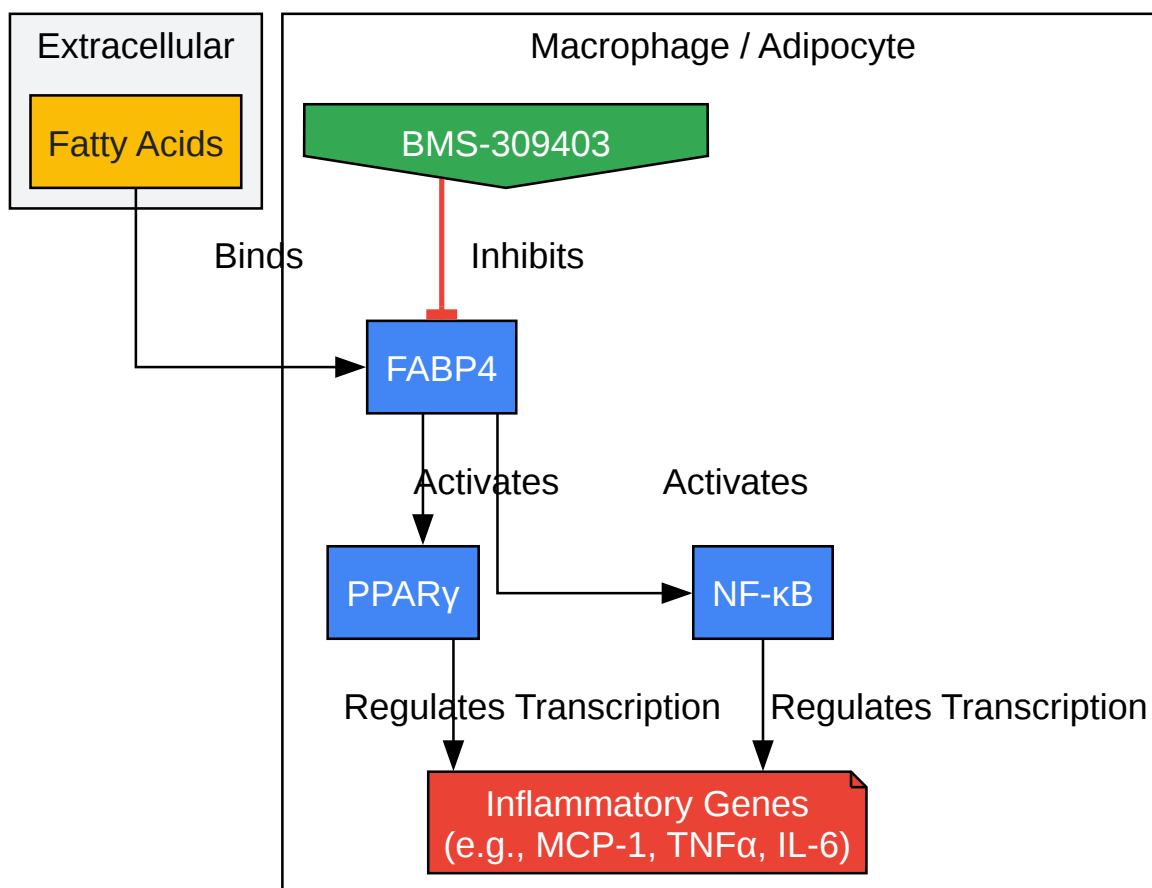 Extracellular
Macrophage / Adipocyte
Fatty Acids
BMS-309403
Binds
Inhibits
FABP4
Activates
Activates
PPARγ
NF-κB
Regulates Transcription
Regulates Transcription
Inflammatory Genes
(e.g., MCP-1, TNFα, IL-6)